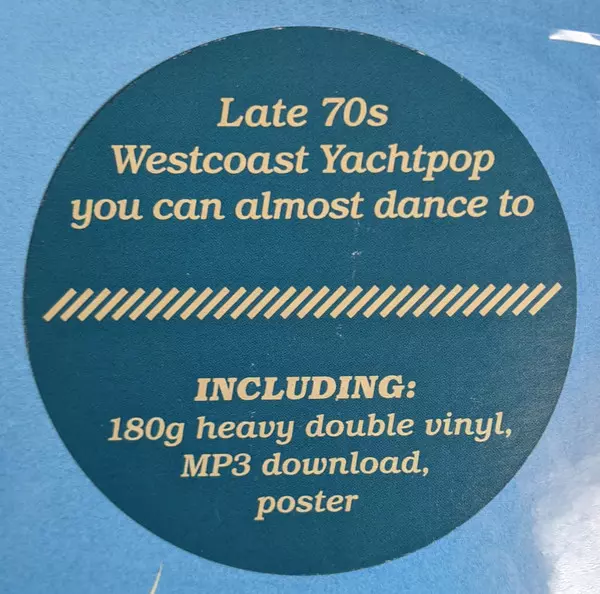 Late 70s
Westcoast Yachtpop
you can almost dance to
INCLUDING:
180g heavy double vinyl,
MP3 download,
poster